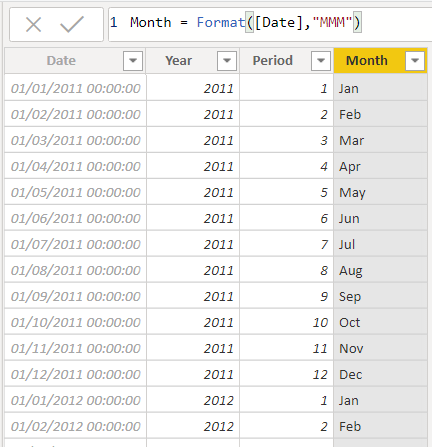 1 Month = Format([Date],"MMM")
Date Year Period Month
01/01/2011 00:00:00 2011 1 Jan
01/02/2011 00:00:00 2011 2 Feb
01/03/2011 00:00:00 2011 3 Mar
01/04/2011 00:00:00 2011 4 Apr
01/05/2011 00:00:00 2011 5 May
01/06/2011 00:00:00 2011 6 Jun
01/07/2011 00:00:00 2011 7 Jul
01/08/2011 00:00:00 2011 8 Aug
01/09/2011 00:00:00 2011 9 Sep
01/10/2011 00:00:00 2011 10 Oct
01/11/2011 00:00:00 2011 11 Nov
01/12/2011 00:00:00 2011 12 Dec
01/01/2012 00:00:00 2012 1 Jan
01/02/2012 00:00:00 2012 2 Feb